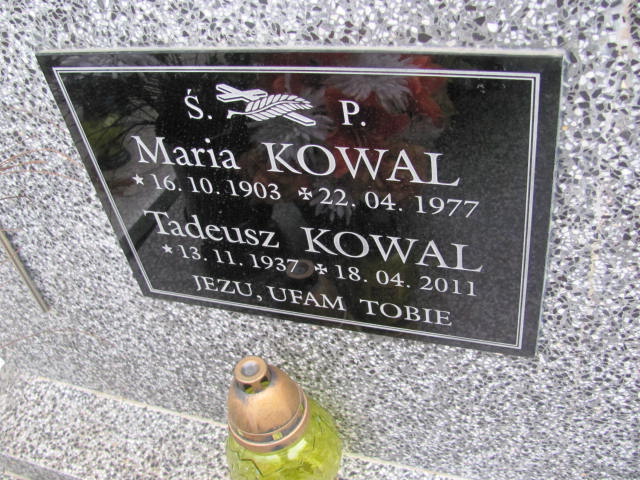 Ś. P.
Maria KOWAL
* 16. 10. 1903 ✠ 22. 04. 1977
Tadeusz KOWAL
* 13. 11. 1937 ✠ 18. 04. 2011
JEZU, UFAM TOBIE